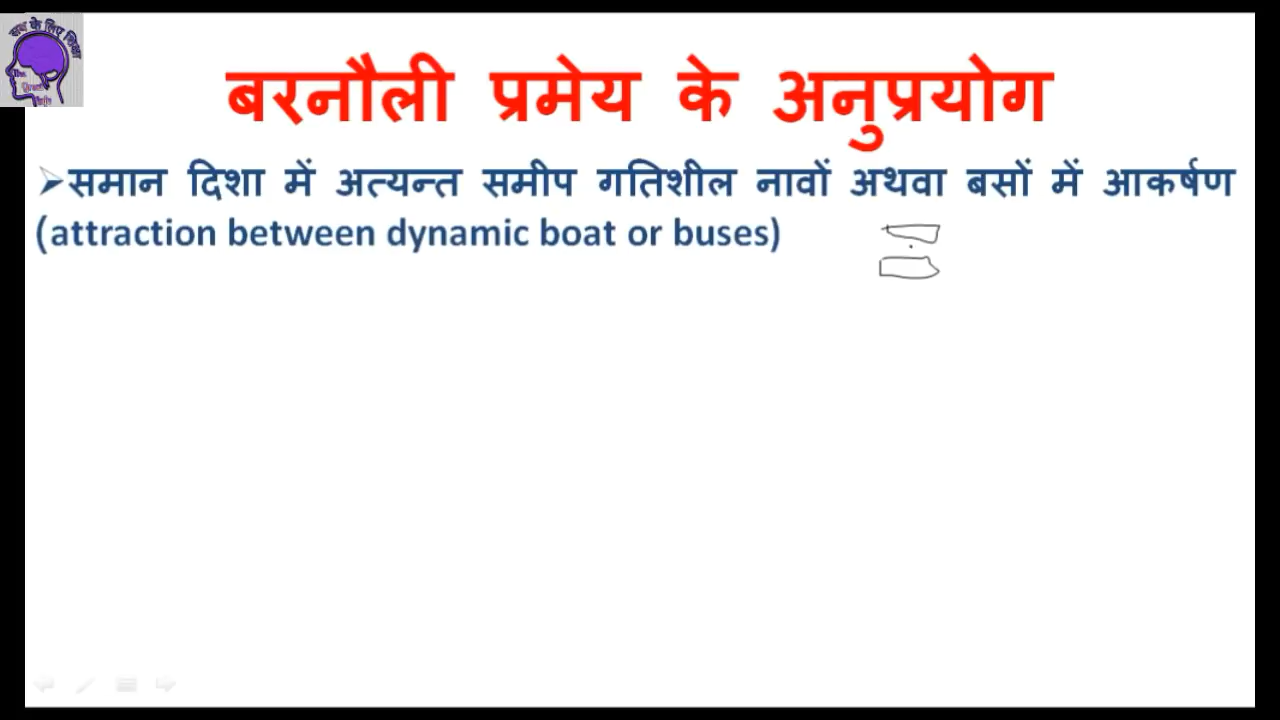 सब के लिए शिक्षा
बरनौली प्रमेय के अनुप्रयोग
➢समान दिशा में अत्यन्त समीप गतिशील नावों अथवा बसों में आकर्षण
(attraction between dynamic boat or buses)